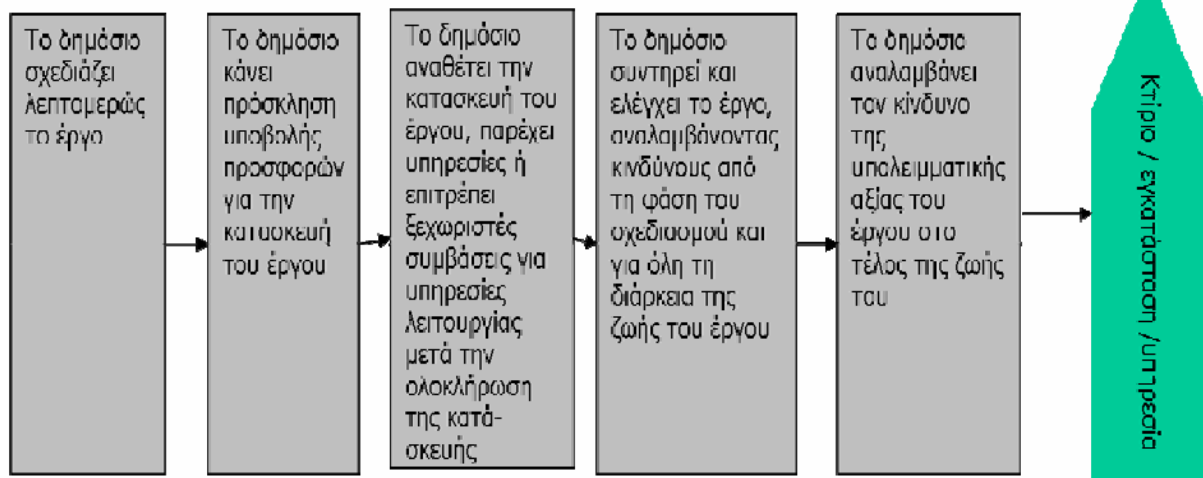 Το δημόσιο
σχεδιάζει
λεπτομερώς
το έργο
Το δημόσιο
κάνει
πρόσκληση
υποβολής
προσφορών
για την
κατασκευή
του έργου
Το δημόσιο
αναθέτει την
κατασκευή του
έργου, παρέχει
υπηρεσίες ή
επιτρέπει
ξεχωριστές
συμβάσεις για
υπηρεσίες
λειτουργίας
μετά την
ολοκλήρωση
της κατά-
σκευής
Το δημόσιο
συντηρεί και
ελέγχει το έργο,
αναλαμβάνοντας
κινδύνους από
τη φάση του
σχεδιασμού και
για όλη τη
διάρκεια της
ζωής του έργου
Το δημόσιο
αναλαμβάνει
τον κίνδυνο
της
υπολειμματικής
αξίας του
έργου στο
τέλος της ζωής
του
Κτίριο / εγκατάσταση /υπηρεσία